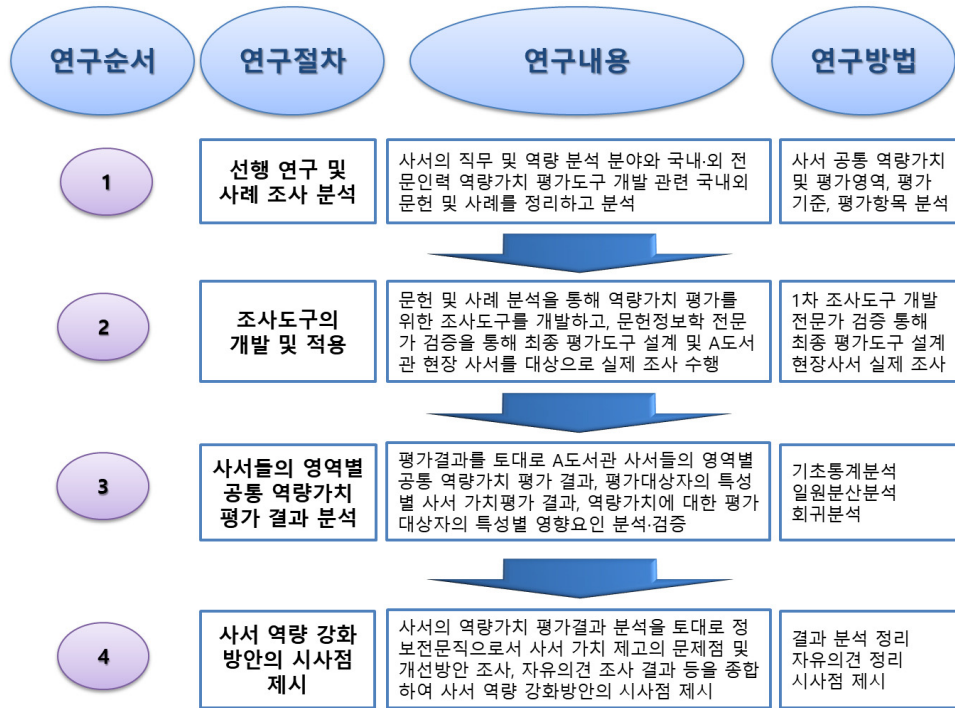 연구순서
연구절차
연구내용
연구방법
1
선행 연구 및
사례 조사 분석
사서의 직무 및 역량 분석 분야와 국내·외 전
문인력 역량가치 평가도구 개발 관련 국내외
문헌 및 사례를 정리하고 분석
사서 공통 역량가치
및 평가영역, 평가
기준, 평가항목 분석
2
조사도구의
개발 및 적용
문헌 및 사례 분석을 통해 역량가치 평가를
위한 조사도구를 개발하고, 문헌정보학 전문
가 검증을 통해 최종 평가도구 설계 및 A도서
관 현장 사서를 대상으로 실제 조사 수행
1차 조사도구 개발
전문가 검증 통해
최종 평가도구 설계
현장사서 실제 조사
3
사서들의 영역별
공통 역량가치
평가 결과 분석
평가결과를 토대로 A도서관 사서들의 영역별
공통 역량가치 평가 결과, 평가대상자의 특성
별 사서 가치평가 결과, 역량가치에 대한 평가
대상자의 특성별 영향요인 분석·검증
기초통계분석
일원분산분석
회귀분석
4
사서 역량 강화
방안의 시사점
제시
사서의 역량가치 평가결과 분석을 토대로 정
보전문직으로서 사서 가치 제고의 문제점 및
개선방안 조사, 자유의견 조사 결과 등을 종합
하여 사서 역량 강화방안의 시사점 제시
결과 분석 정리
자유의견 정리
시사점 제시